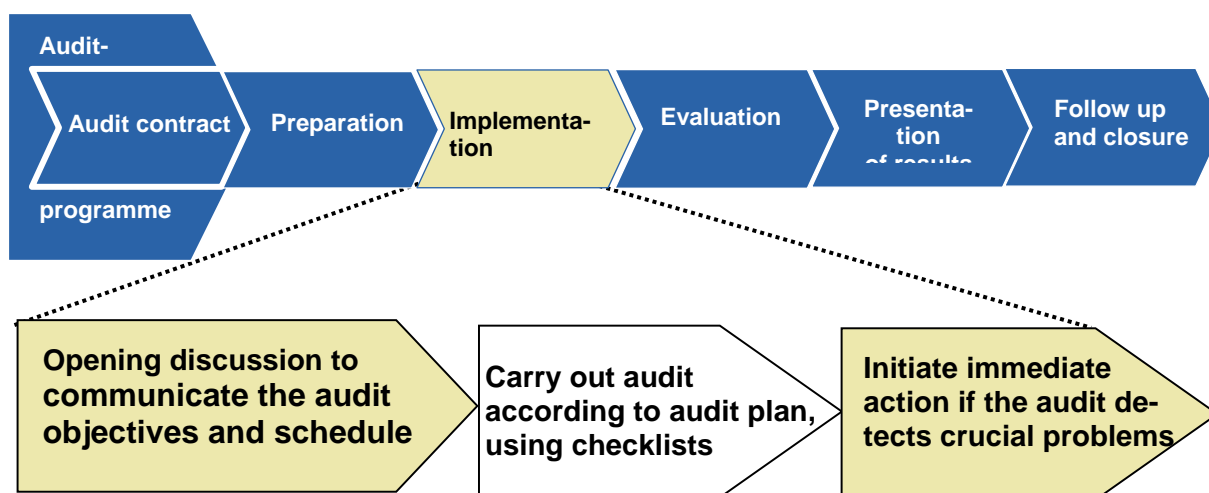 Audit-
programme
Audit contract
Preparation
Implementa-
tion
Evaluation
Presenta-
tion
of results
Follow up
and closure
Opening discussion to
communicate the audit
objectives and schedule
Carry out audit
according to audit plan,
using checklists
Initiate immediate
action if the audit de-
tects crucial problems